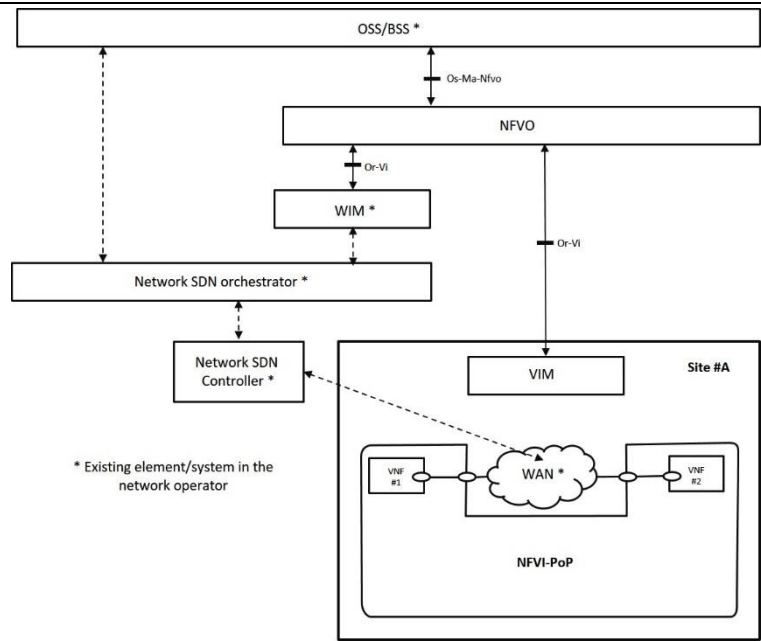 OSS/BSS *
Os-Ma-Nfvo
NFVO
Or-Vi
WIM *
Or-Vi
Network SDN orchestrator *
Network SDN
Controller *
VIM
Site #A
* Existing element/system in the
network operator
VNF
#1
WAN *
VNF
#2
NFVI-PoP